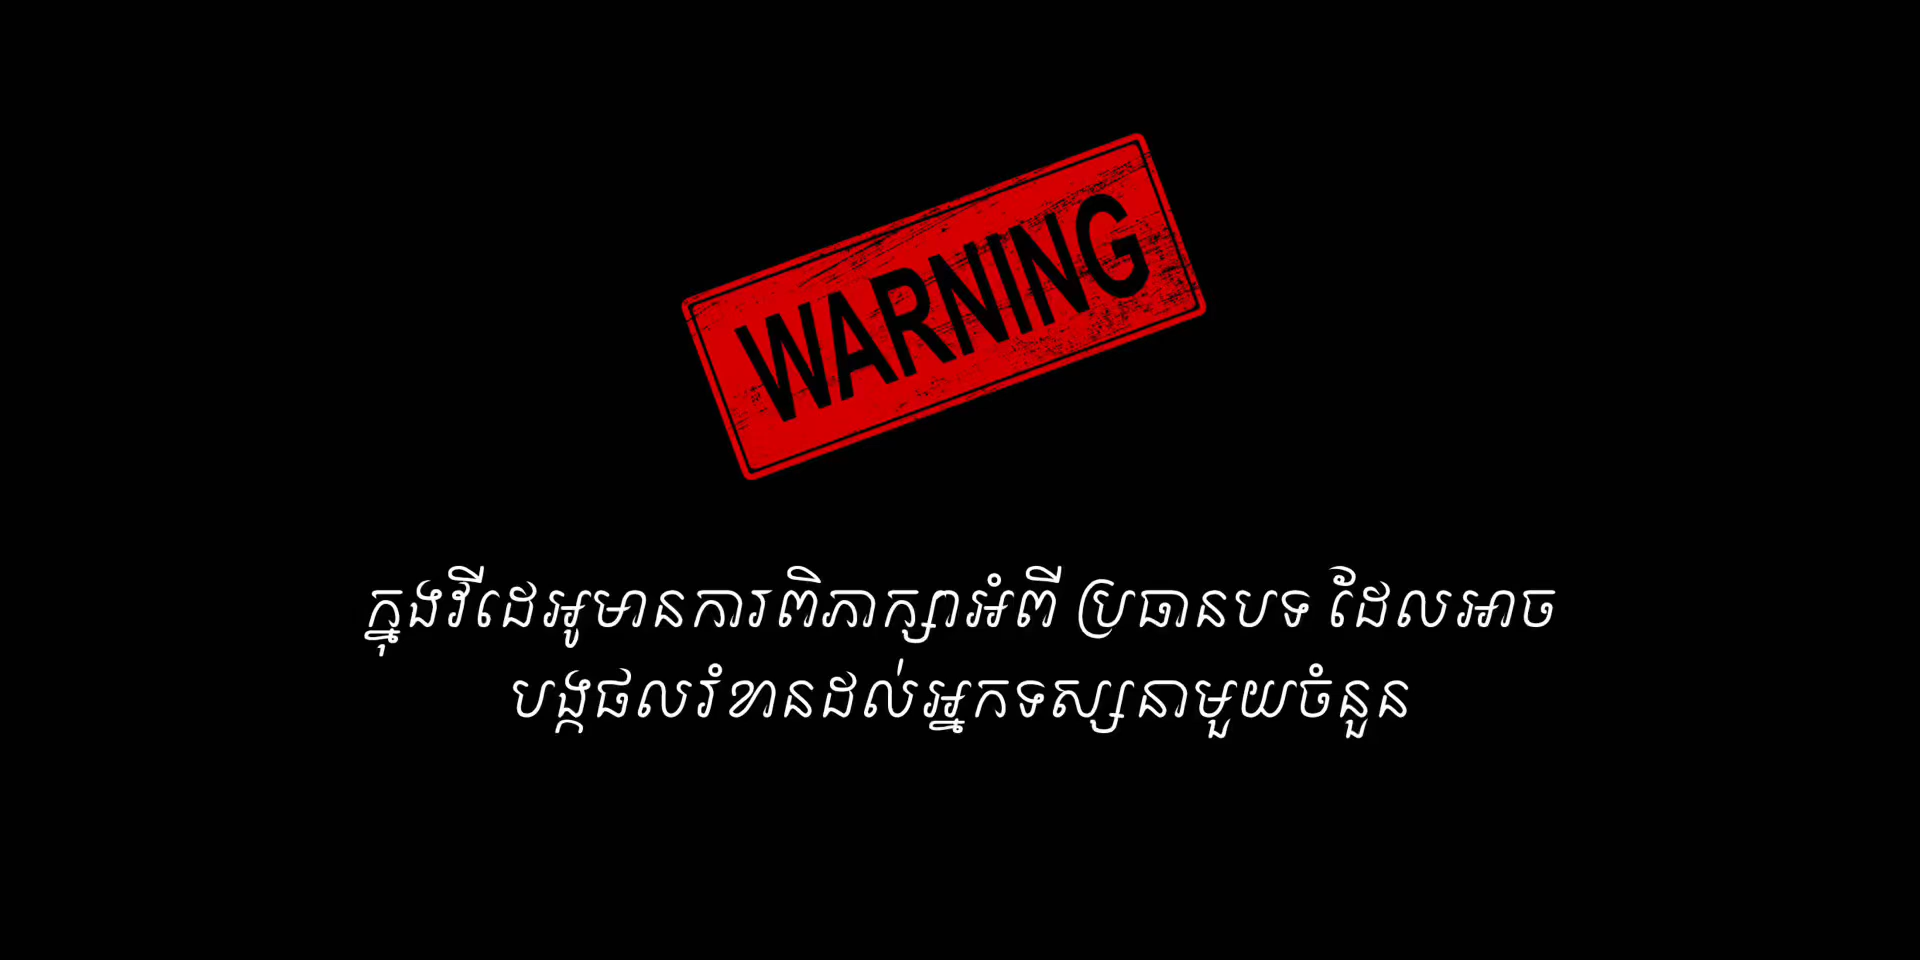 WARNING
ក្នុងវីដេអូមានការពិភាក្សាអំពី ប្រធានបទ ដែលអាច
បង្កផលរំខានដល់អ្នកទស្សនាមួយចំនួន